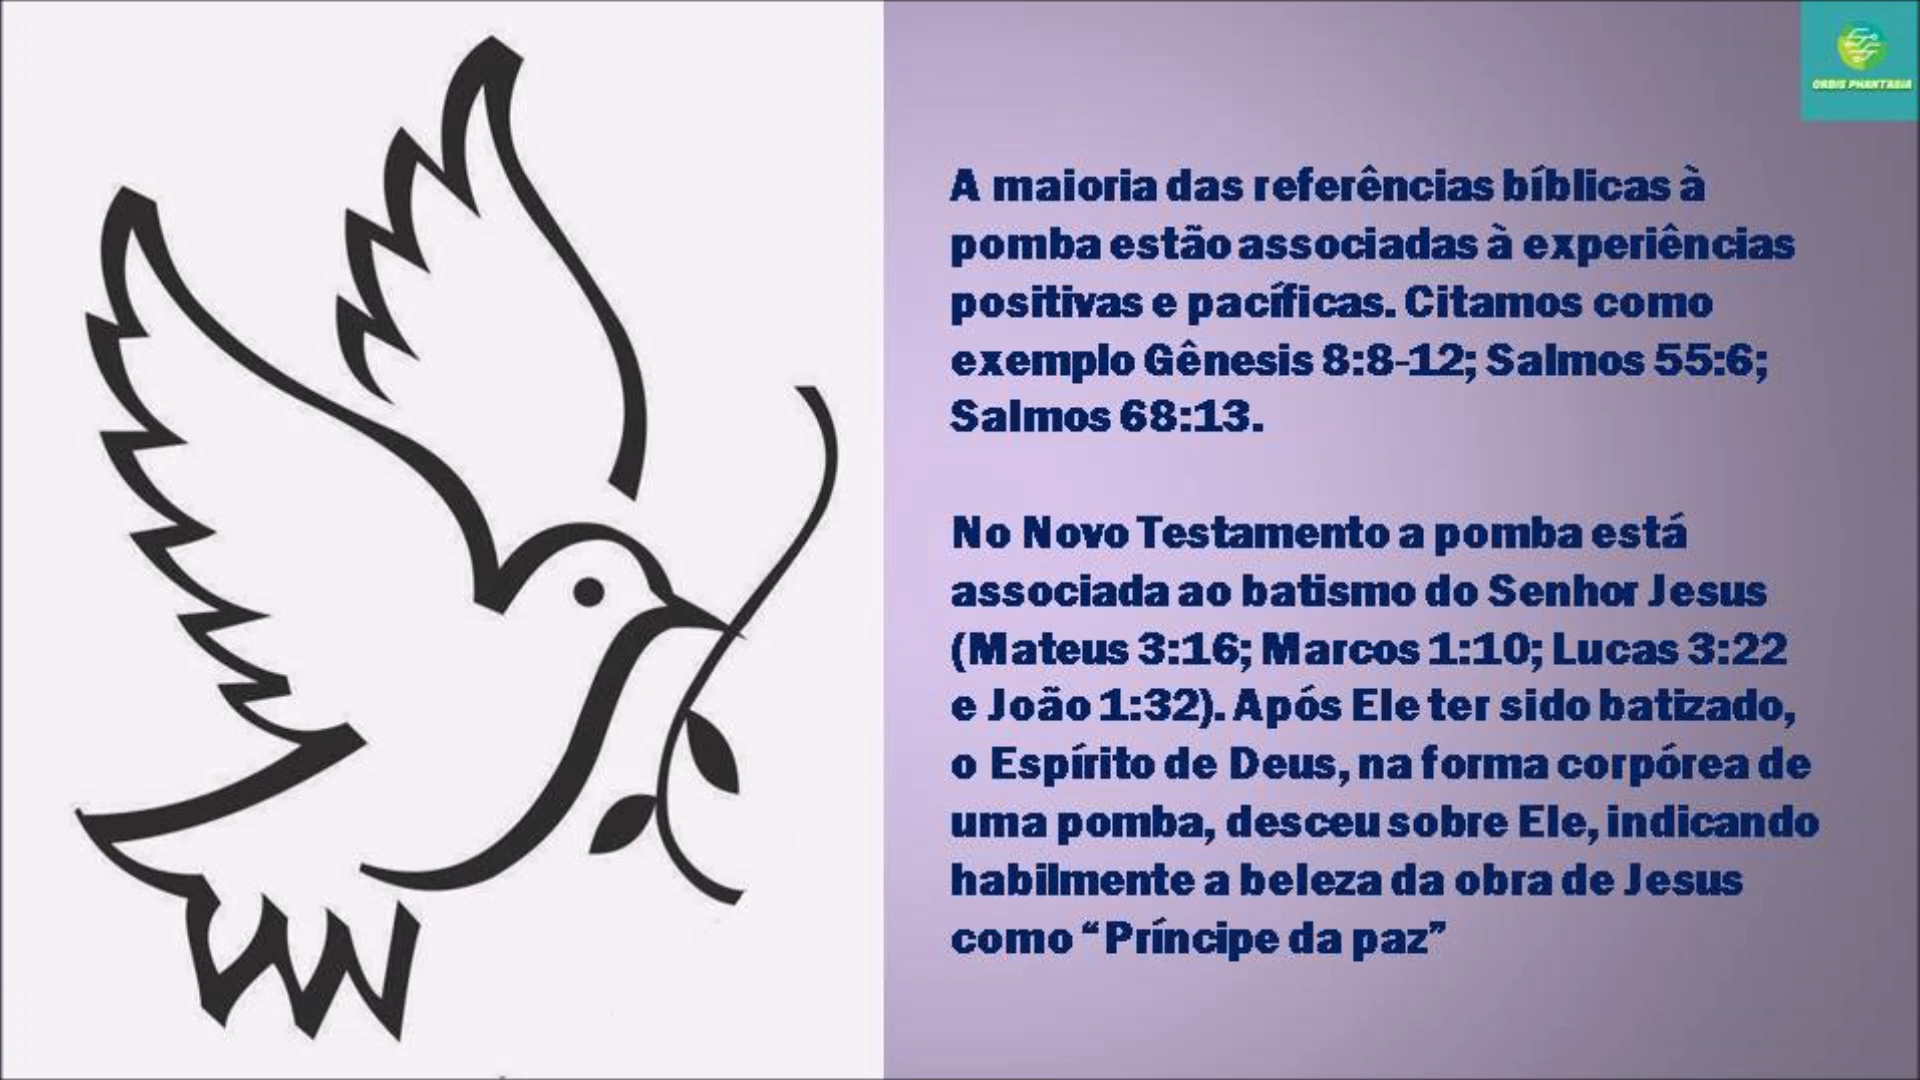 ORBIS PHANTASIA
A maioria das referências bíblicas à
pomba estão associadas à experiências
positivas e pacíficas. Citamos como
exemplo Gênesis 8:8-12; Salmos 55:6;
Salmos 68:13.
No Novo Testamento a pomba está
associada ao batismo do Senhor Jesus
(Mateus 3:16; Marcos 1:10; Lucas 3:22
e João 1:32). Após Ele ter sido batizado,
o Espírito de Deus, na forma corpórea de
uma pomba, desceu sobre Ele, indicando
habilmente a beleza da obra de Jesus
como “Príncipe da paz”